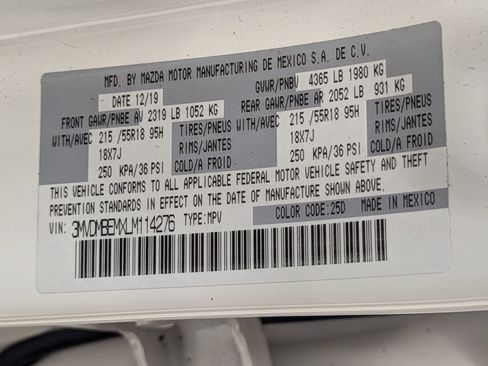 MFD. BY MAZDA MOTOR MANUFACTURING DE MEXICO S.A. DE C.V.
DATE 12/19 GVWR/PNBV 4365 LB 1980 KG
FRONT GAWR/PNBE AV 2319 LB 1052 KG REAR GAWR/PNBE AR 2052 LB 931 KG
WITH/AVEC 215 /55R18 95H TIRES/PNEUS WITH/AVEC 215 /55R18 95H TIRES/PNEUS
18X7J RIMS/JANTES 18X7J RIMS/JANTES
250 KPA/36 PSI COLD/A FROID 250 KPA/36 PSI COLD/A FROID
THIS VEHICLE CONFORMS TO ALL APPLICABLE FEDERAL MOTOR VEHICLE SAFETY AND THEFT
PREVENTION STANDARDS IN EFFECT ON THE DATE OF MANUFACTURE SHOWN ABOVE.
COLOR CODE:25D MADE IN MEXICO
VIN: 3MVDMBEMXLM114276 TYPE:MPV